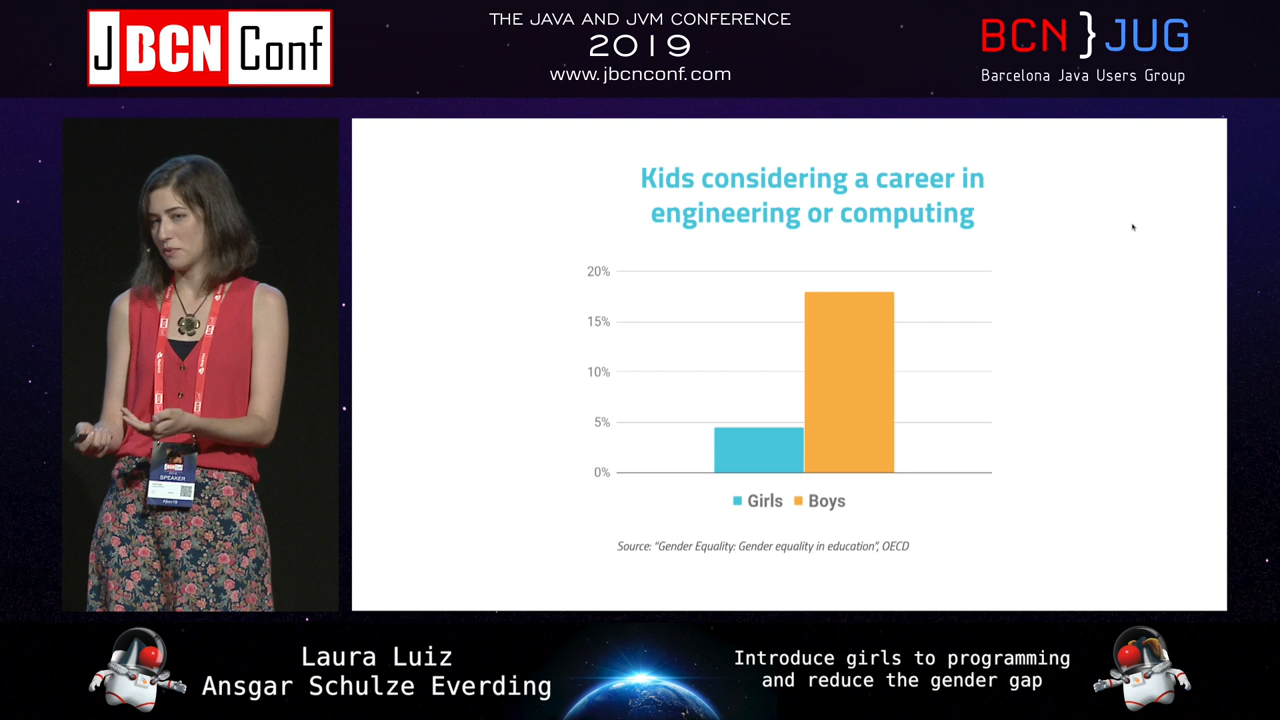 JBCNConf
THE JAVA AND JVM CONFERENCE
2019
www.jbcnconf.com
BCN}JUG
Barcelona Java Users Group
Kids considering a career in
engineering or computing
20%
15%
10%
5%
0%
Girls Boys
Source: "Gender Equality: Gender equality in education", OECD
SPEAKER
Laura Luiz
Ansgar Schulze Everding
Introduce girls to programming
and reduce the gender gap